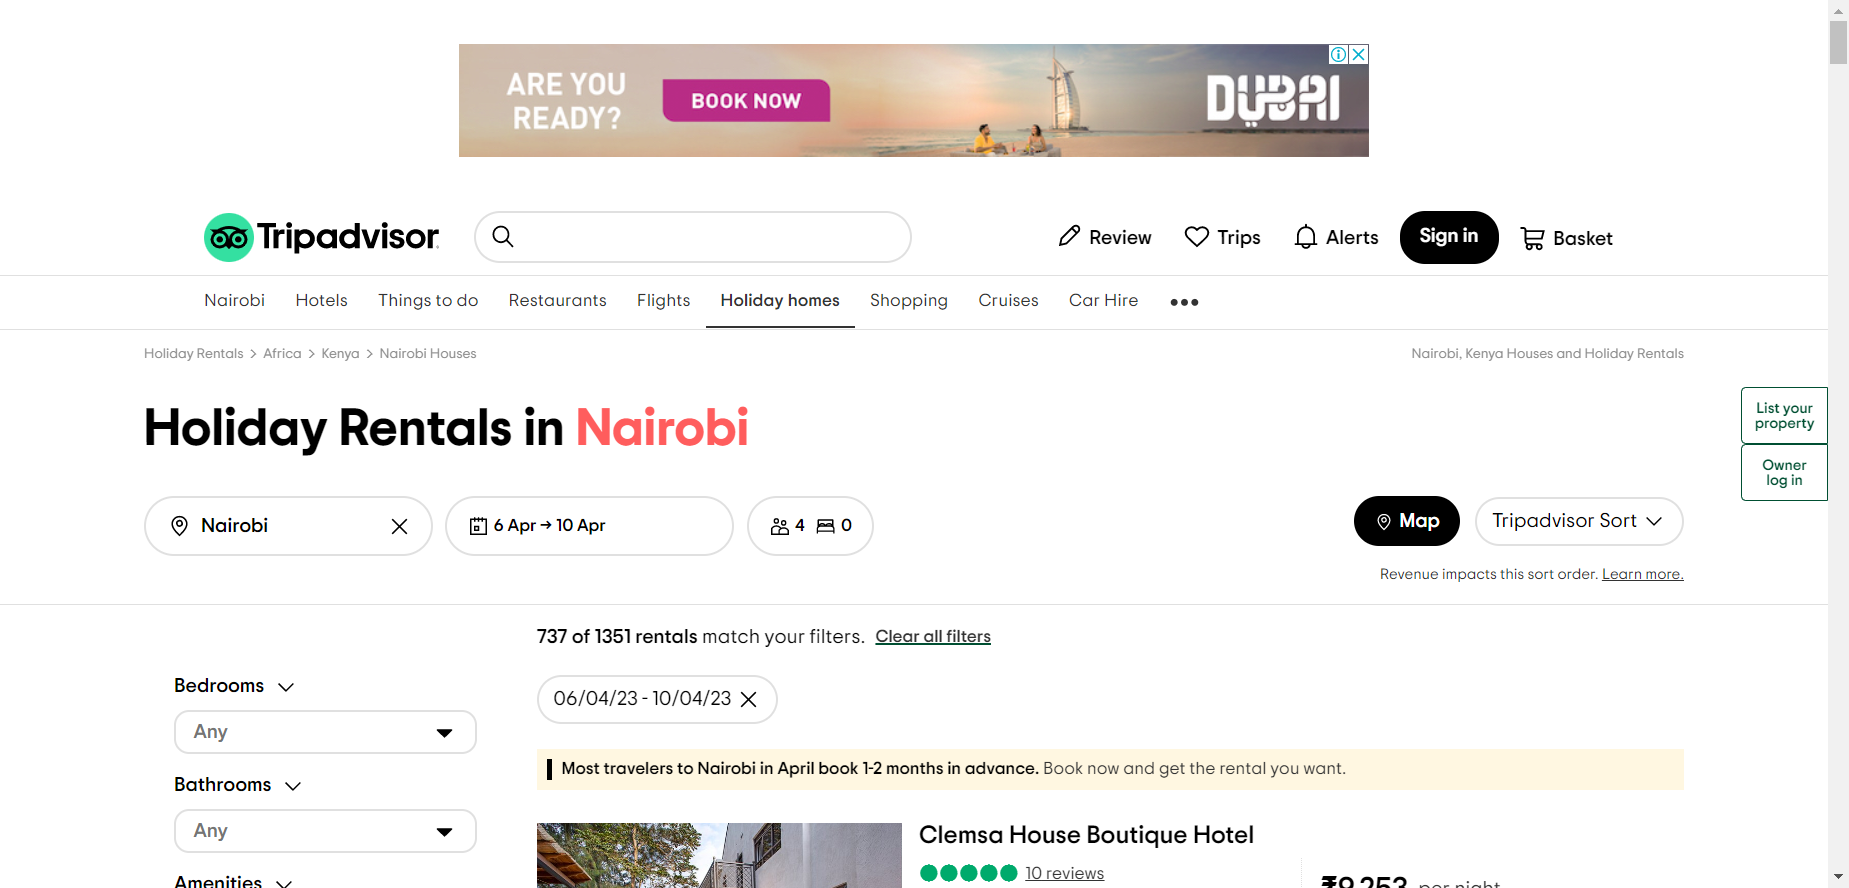 ARE YOU
READY?
BOOK NOW
DUBAI
Tripadvisor
Review
Trips
Alerts
Sign in
Basket
Nairobi
Hotels
Things to do
Restaurants
Flights
Holiday homes
Shopping
Cruises
Car Hire
Holiday Rentals > Africa > Kenya > Nairobi Houses
Nairobi, Kenya Houses and Holiday Rentals
List your
property
Owner
log in
Holiday Rentals in Nairobi
Nairobi
6 Apr → 10 Apr
4
0
Map
Tripadvisor Sort
Revenue impacts this sort order. Learn more.
737 of 1351 rentals match your filters. Clear all filters
06/04/23 - 10/04/23
Bedrooms
Any
Bathrooms
Any
Amenities
Most travelers to Nairobi in April book 1-2 months in advance. Book now and get the rental you want.
Clemsa House Boutique Hotel
10 reviews
₹9,253 per night